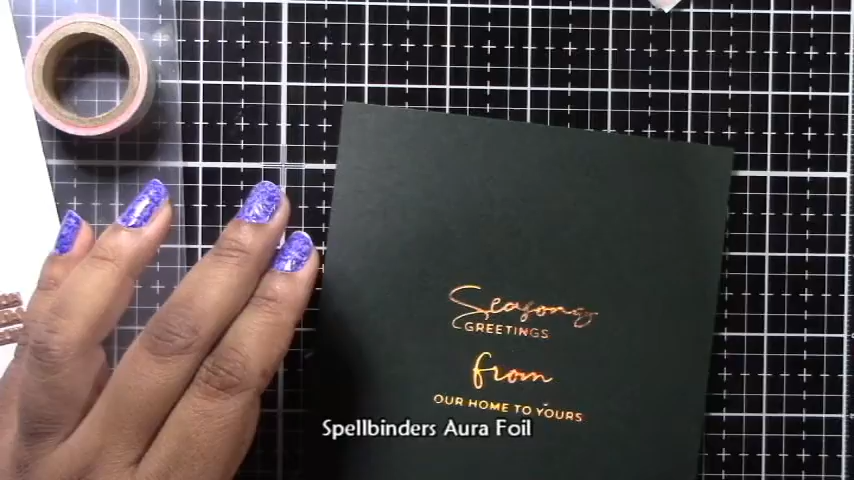 Seasons
GREETINGS
from
OUR HOME TO YOURS
Spellbinders Aura Foil